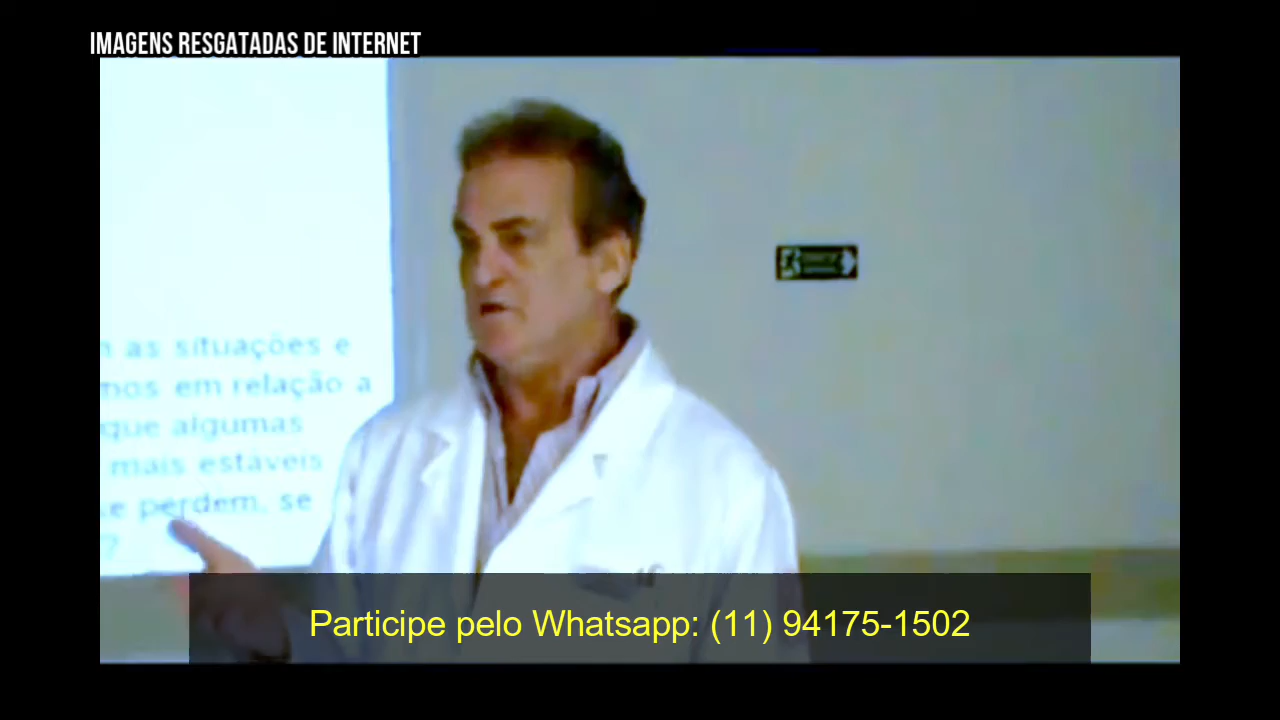 IMAGENS RESGATADAS DE INTERNET
as situações e
mos em relação a
que algumas
mais estáveis
perdem, se
Participe pelo Whatsapp: (11) 94175-1502